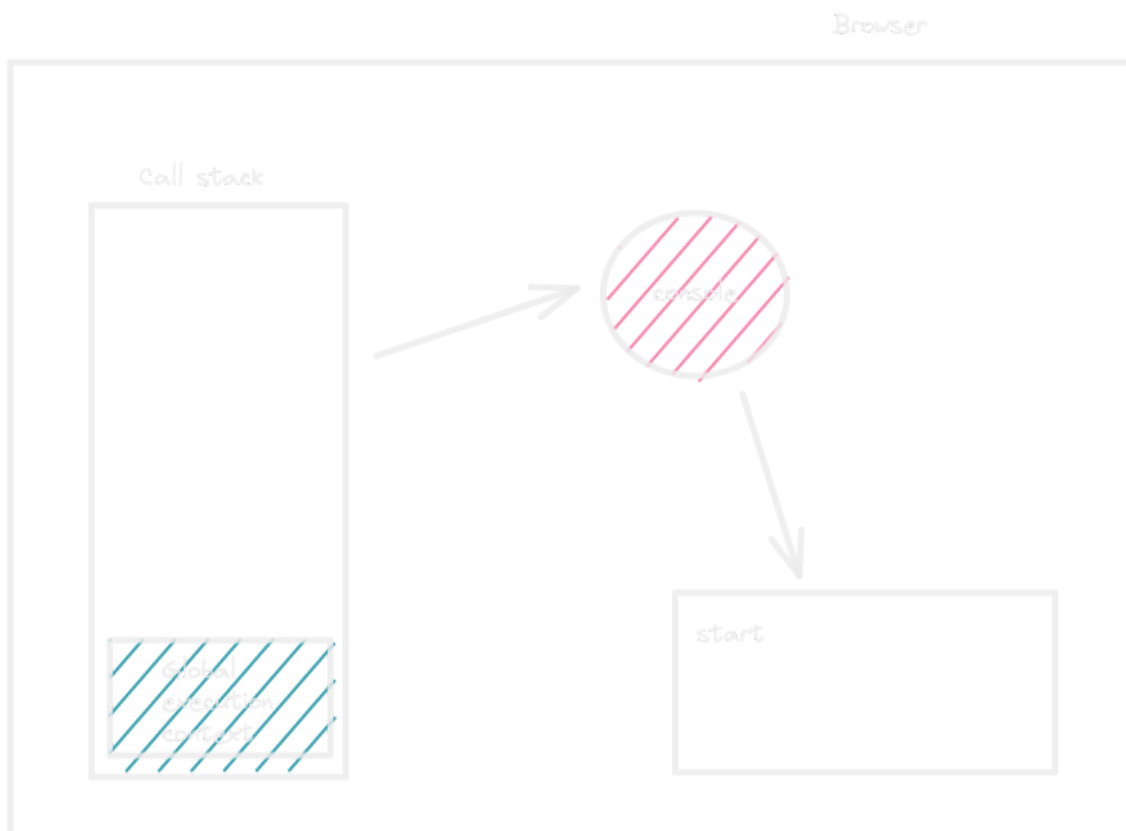 Browser
Call stack
console
start
Global
execution
context